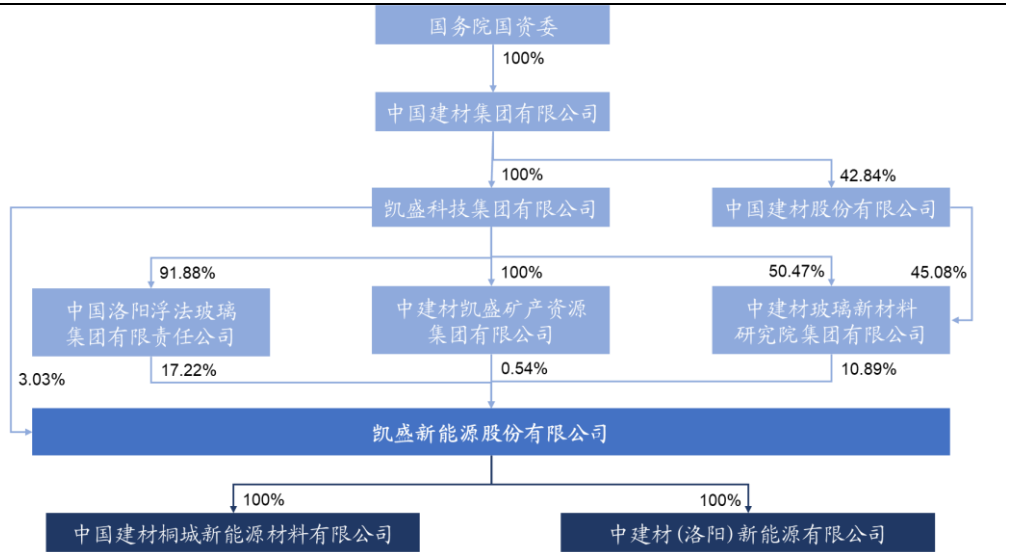 国务院国资委
100%
中国建材集团有限公司
100%
42.84%
凯盛科技集团有限公司
中国建材股份有限公司
91.88%
100%
50.47%
45.08%
中国洛阳浮法玻璃
集团有限责任公司
中建材凯盛矿产资源
集团有限公司
中建材玻璃新材料
研究院集团有限公司
3.03%
17.22%
0.54%
10.89%
凯盛新能源股份有限公司
100%
100%
中国建材桐城新能源材料有限公司
中建材(洛阳)新能源有限公司